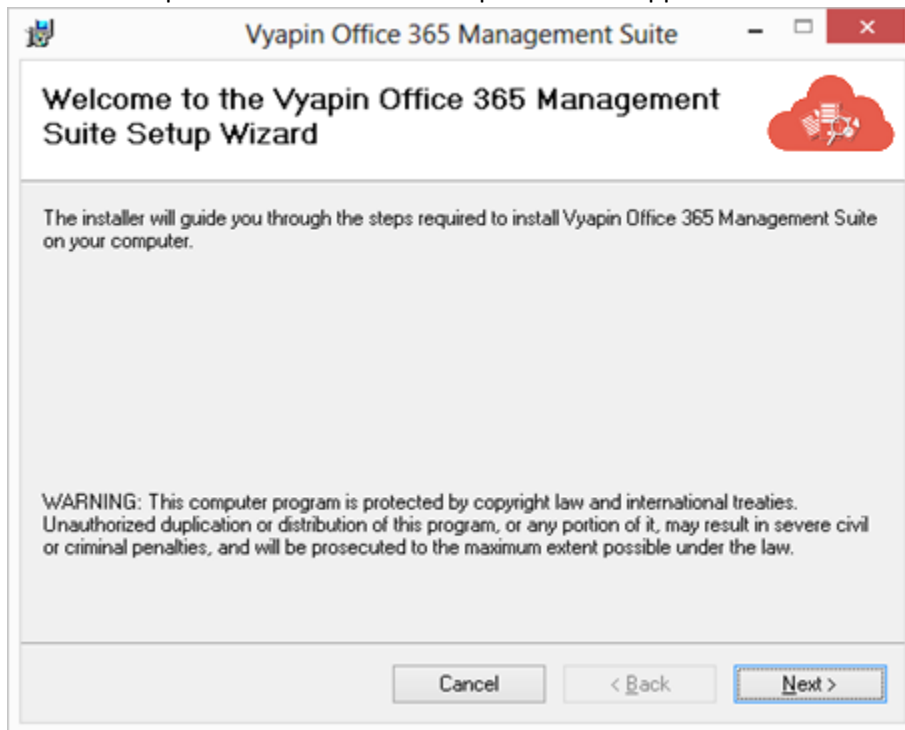 Vyapin Office 365 Management Suite
Welcome to the Vyapin Office 365 Management
Suite Setup Wizard
The installer will guide you through the steps required to install Vyapin Office 365 Management Suite
on your computer.
WARNING: This computer program is protected by copyright law and international treaties.
Unauthorized duplication or distribution of this program, or any portion of it, may result in severe civil
or criminal penalties, and will be prosecuted to the maximum extent possible under the law.
Cancel < Back Next >